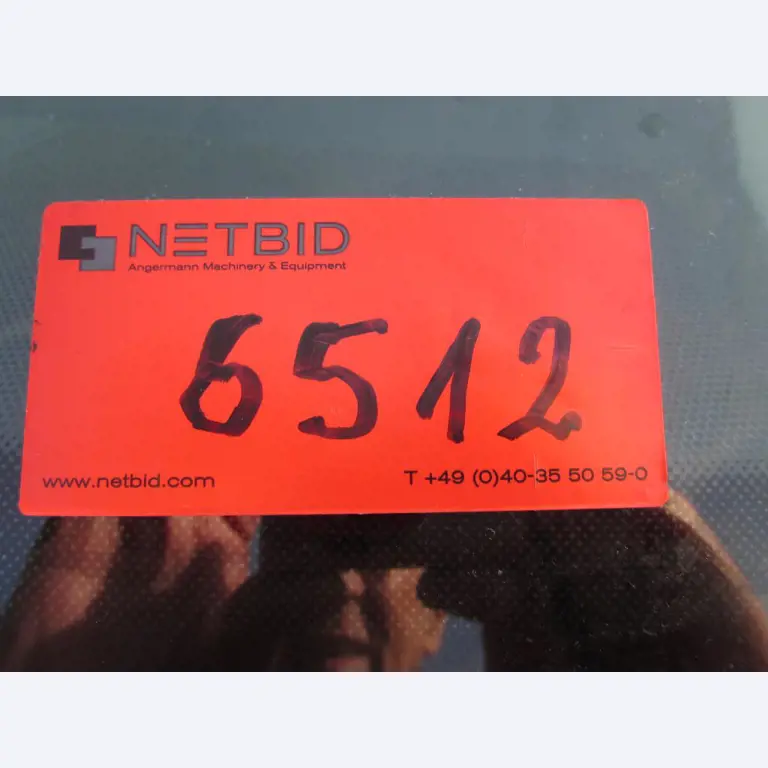 NETBID
Angermann Machinery & Equipment
6512
www.netbid.com
T +49 (0)40-35 50 59-0